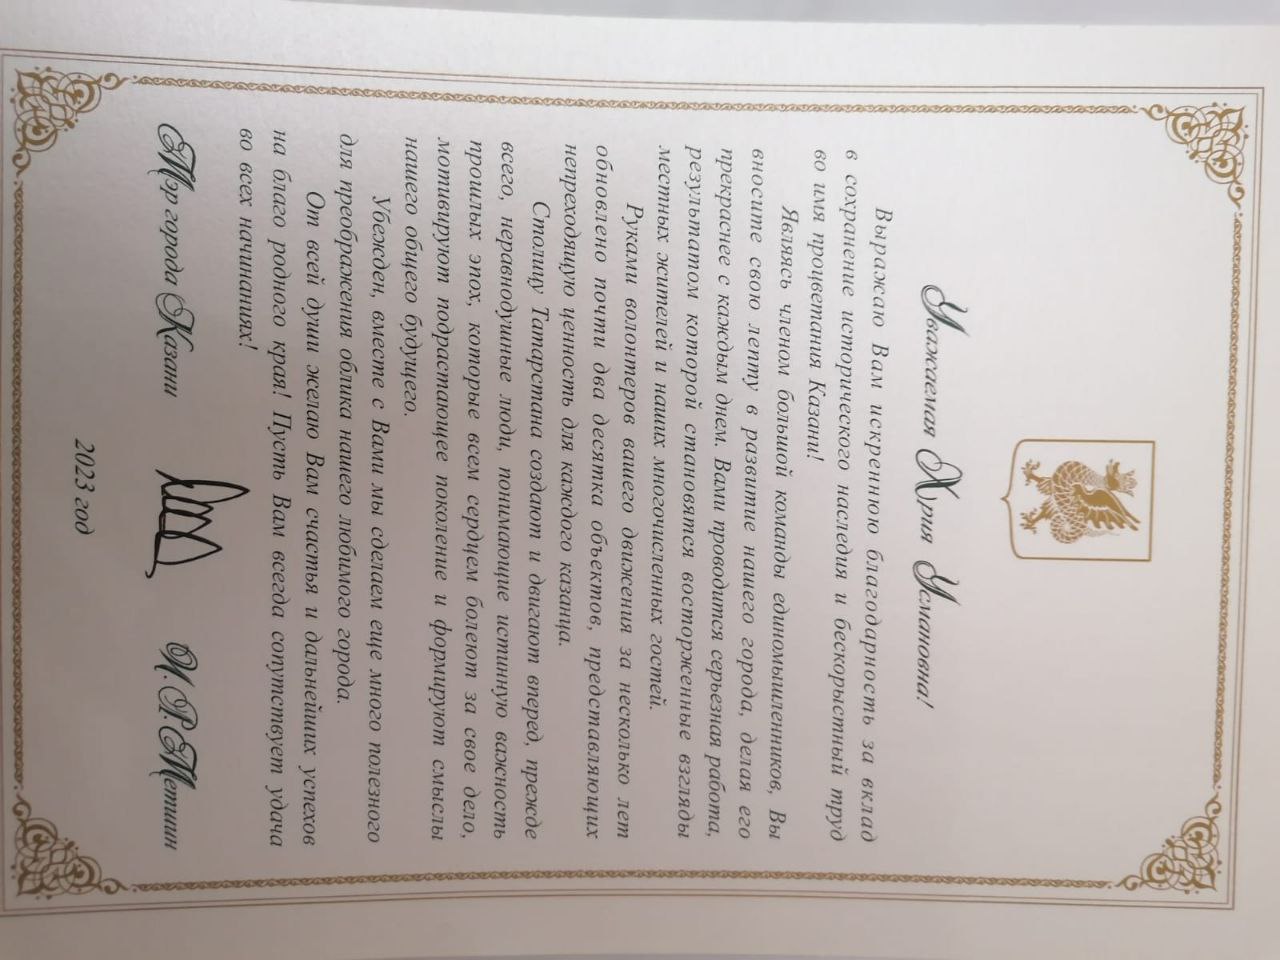 Уважаемая Хрия Усмановна!
Выражаю Вам искреннюю благодарность за вклад
в сохранение исторического наследия и бескорыстный труд
во имя процветания Казани!
Являясь членом большой команды единомышленников, Вы
вносите свою лепту в развитие нашего города, делая его
прекраснее с каждым днем. Вами проводится серьезная работа,
результатом которой становятся восторженные взгляды
местных жителей и наших многочисленных гостей.
Руками волонтеров вашего движения за несколько лет
обновлено почти два десятка объектов, представляющих
непреходящую ценность для каждого казанца.
Столицу Татарстана создают и двигают вперед, прежде
всего, неравнодушные люди, понимающие истинную важность
прошлых эпох, которые всем сердцем болеют за свое дело,
мотивируют подрастающее поколение и формируют смыслы
нашего общего будущего.
Убежден, вместе с Вами мы сделаем еще много полезного
для преображения облика нашего любимого города.
От всей души желаю Вам счастья и дальнейших успехов
на благо родного края! Пусть Вам всегда сопутствует удача
во всех начинаниях!
Мэр города Казани И.Р.Метшин
2023 год